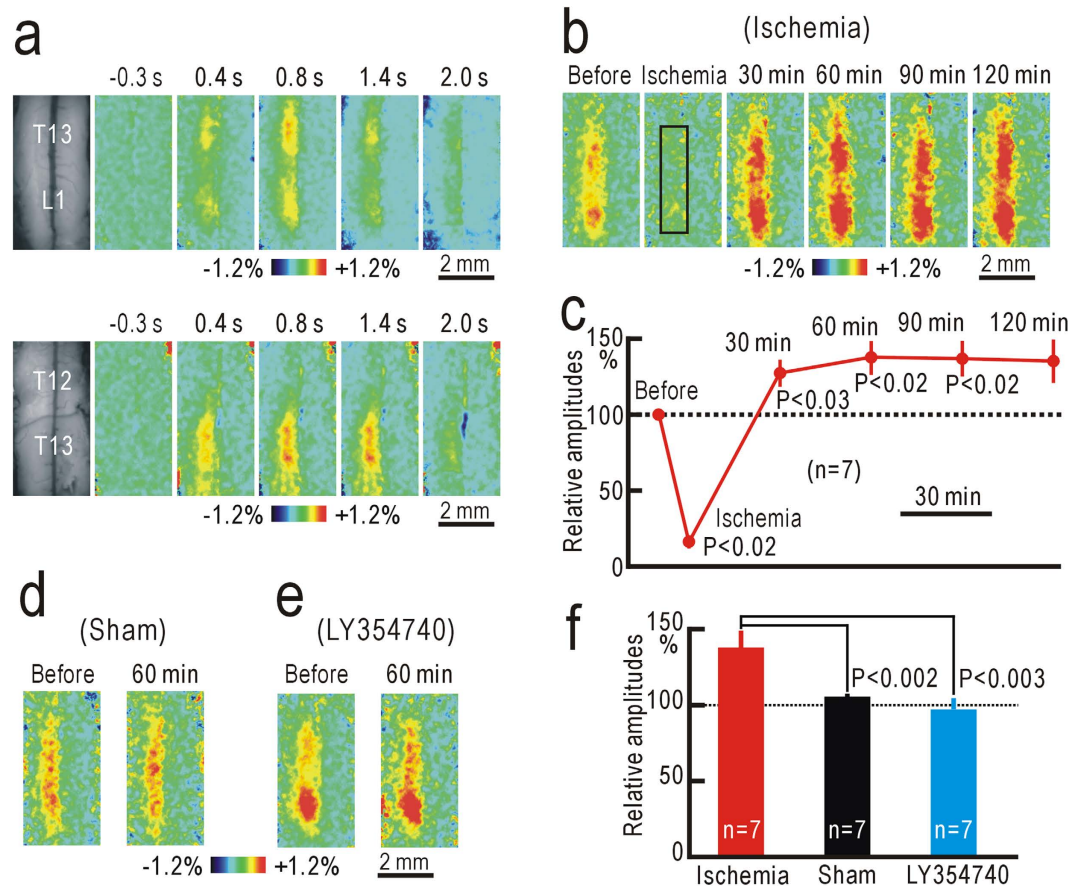 a
-0.3 s 0.4 s 0.8 s 1.4 s 2.0 s
T13
L1
-1.2% +1.2%
2 mm
-0.3 s 0.4 s 0.8 s 1.4 s 2.0 s
T12
T13
-1.2% +1.2%
2 mm
b
(Ischemia)
Before Ischemia 30 min 60 min 90 min 120 min
-1.2% +1.2%
2 mm
c
Relative amplitudes
150
%
100
50
0
Before
Ischemia
P<0.02
30 min
P<0.03
60 min
P<0.02
90 min
P<0.02
120 min
(n=7)
30 min
d
(Sham)
Before 60 min
e
(LY354740)
Before 60 min
-1.2% +1.2%
2 mm
f
Relative amplitudes
150
%
100
50
0
P<0.002 P<0.003
n=7 n=7 n=7
Ischemia Sham LY354740